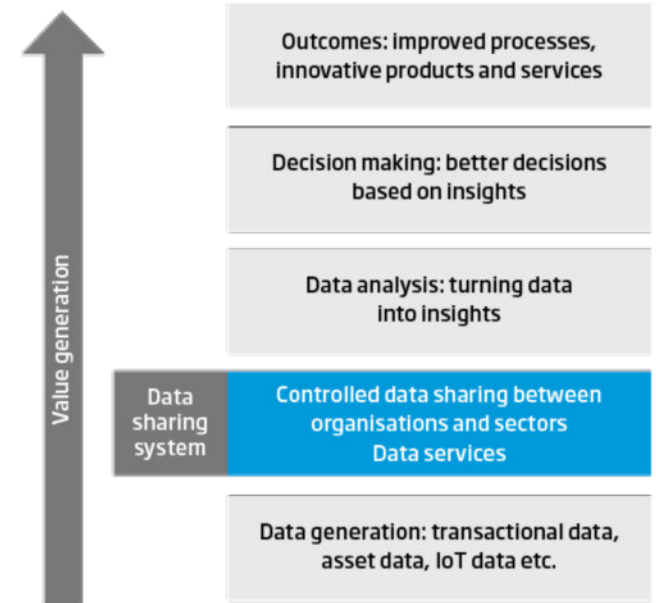 Outcomes: improved processes,
innovative products and services
Decision making: better decisions
based on insights
Data analysis: turning data
into insights
Value generation
Data
sharing
system
Controlled data sharing between
organisations and sectors
Data services
Data generation: transactional data,
asset data, IoT data etc.